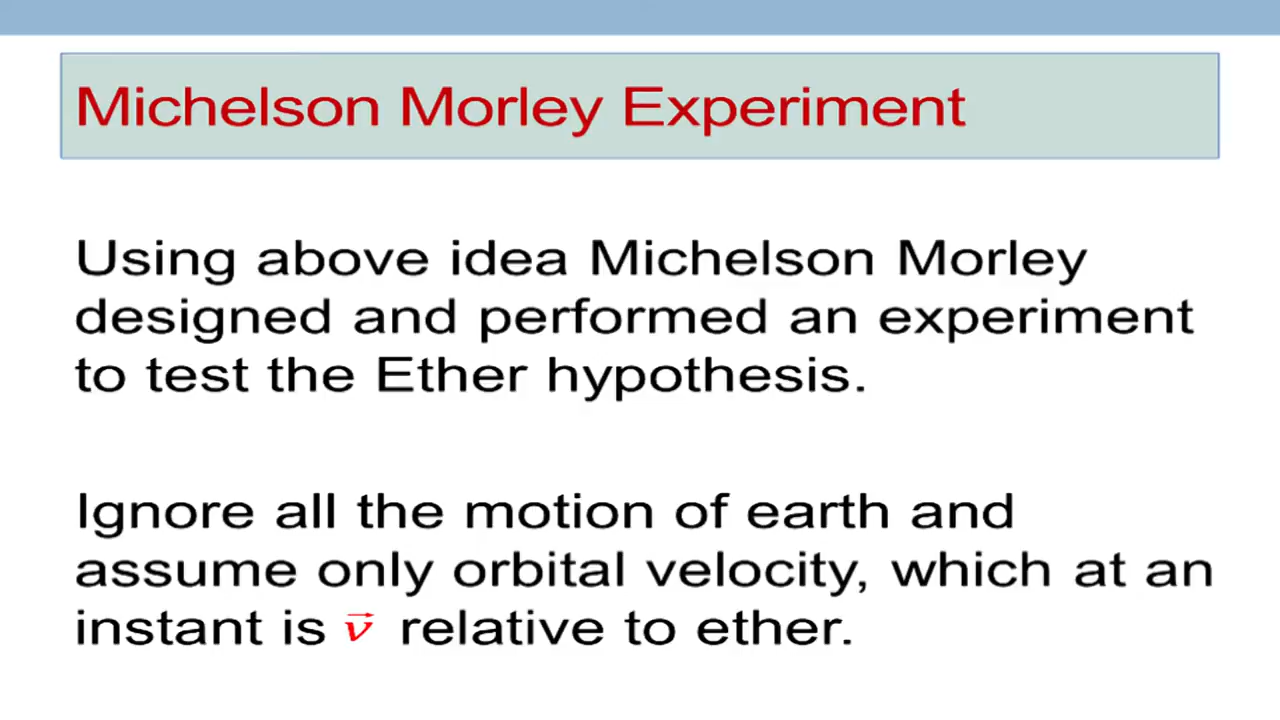 Michelson Morley Experiment
Using above idea Michelson Morley
designed and performed an experiment
to test the Ether hypothesis.
Ignore all the motion of earth and
assume only orbital velocity, which at an
instant is v⃗ relative to ether.